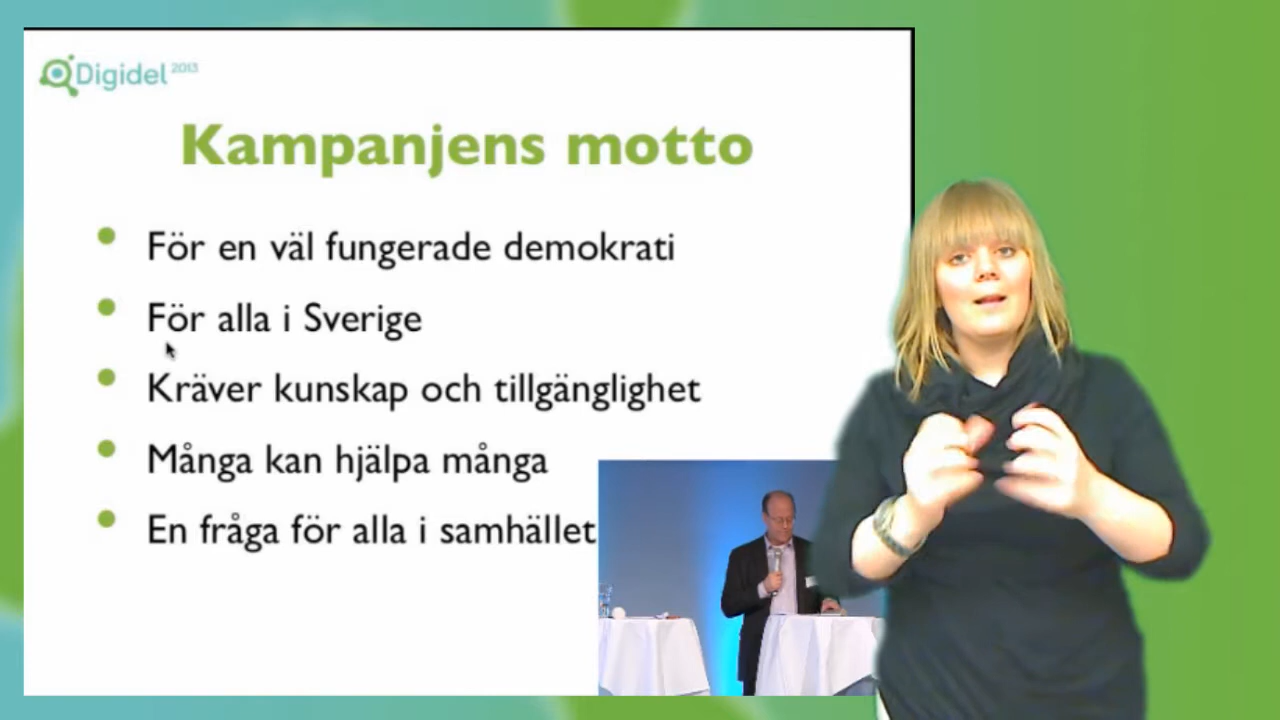 Digidel 2013
Kampanjens motto
För en väl fungerade demokrati
För alla i Sverige
Kräver kunskap och tillgänglighet
Många kan hjälpa många
En fråga för alla i samhället